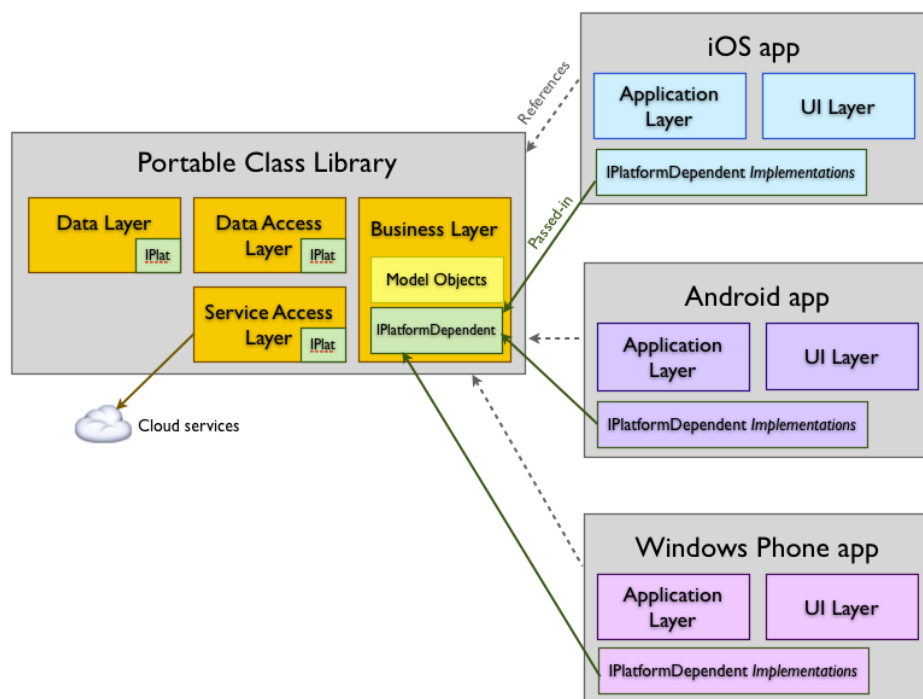 iOS app
Application
Layer
UI Layer
IPlatformDependent Implementations
References
Passed-in
Portable Class Library
Data Layer
IPlat
Data Access
Layer
IPlat
Business Layer
Model Objects
IPlatformDependent
Service Access
Layer
IPlat
Cloud services
Android app
Application
Layer
UI Layer
IPlatformDependent Implementations
Windows Phone app
Application
Layer
UI Layer
IPlatformDependent Implementations